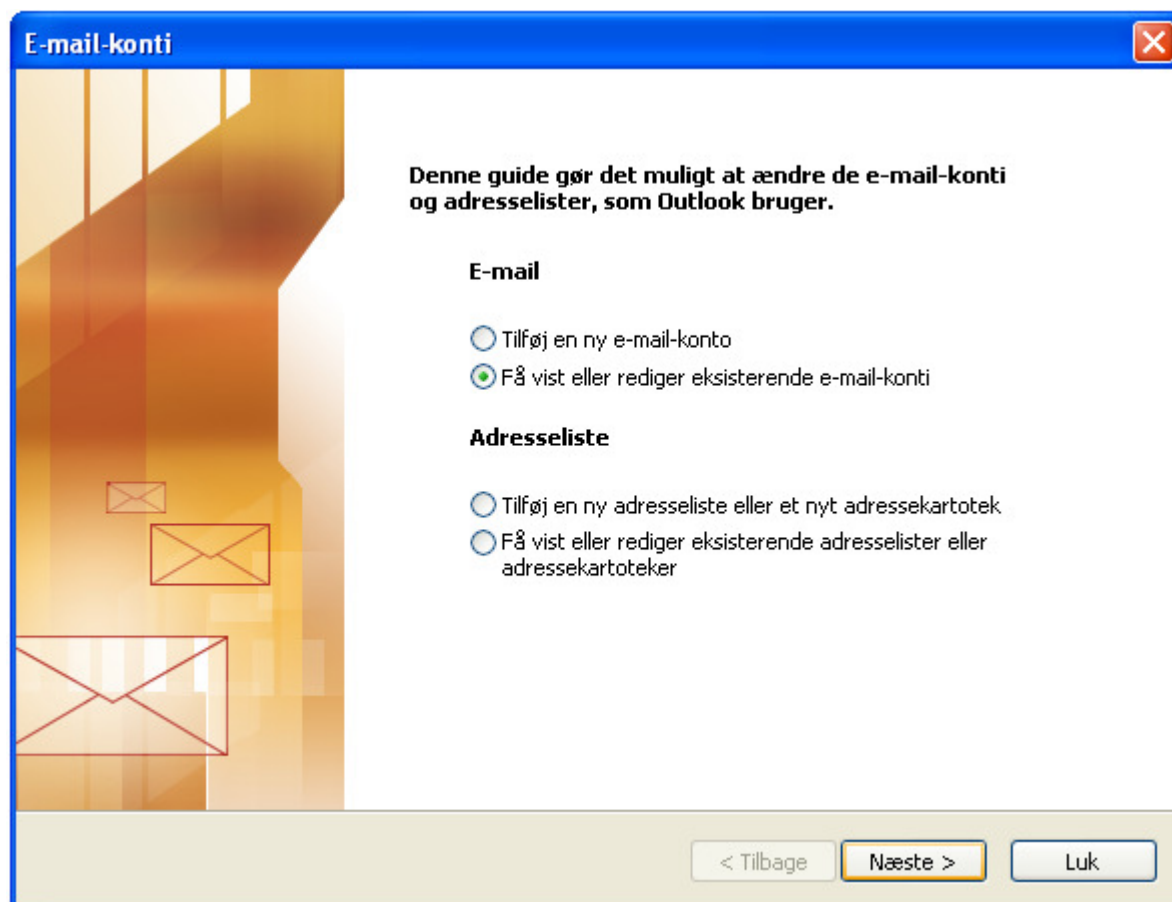 E-mail-konti
Denne guide gør det muligt at ændre de e-mail-konti
og adresselister, som Outlook bruger.
E-mail
Tilføj en ny e-mail-konto
Få vist eller rediger eksisterende e-mail-konti
Adresseliste
Tilføj en ny adresseliste eller et nyt adressekartotek
Få vist eller rediger eksisterende adresselister eller
adressekartoteker
< Tilbage
Næste >
Luk